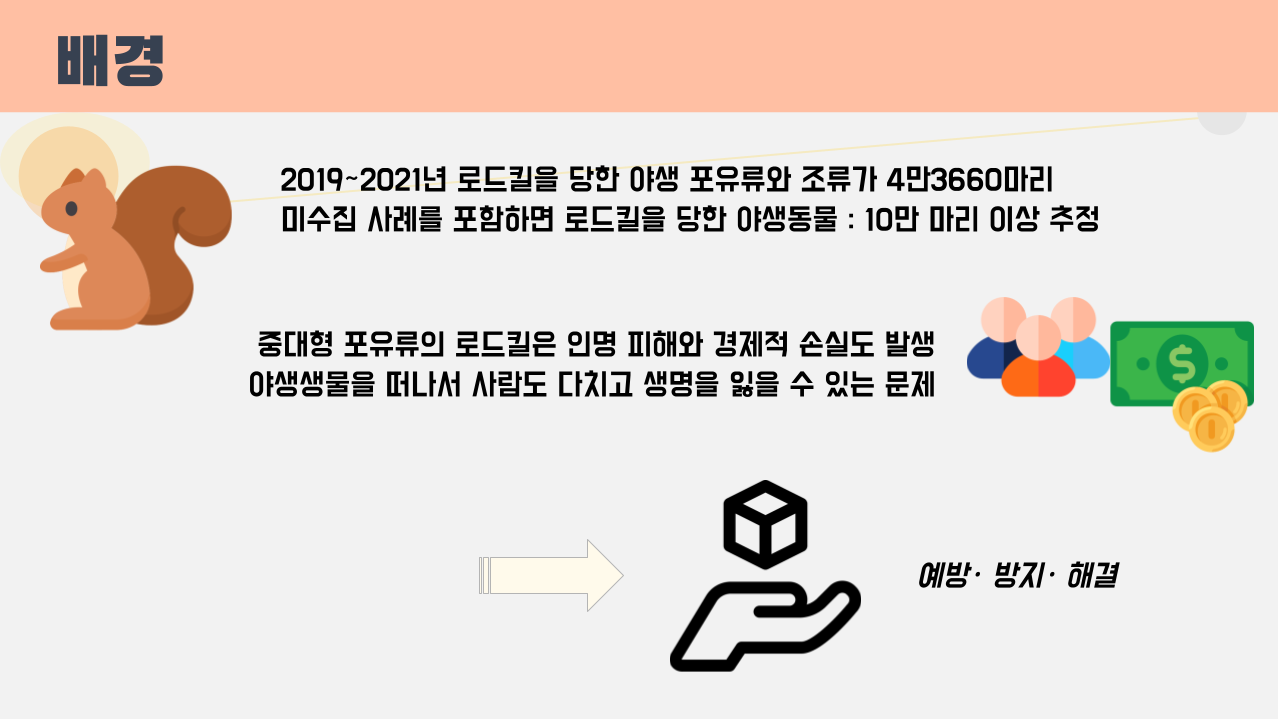 배경
2019~2021년 로드킬을 당한 야생 포유류와 조류가 4만3660마리
미수집 사례를 포함하면 로드킬을 당한 야생동물 : 10만 마리 이상 추정
중대형 포유류의 로드킬은 인명 피해와 경제적 손실도 발생
야생생물을 떠나서 사람도 다치고 생명을 잃을 수 있는 문제
예방· 방지· 해결